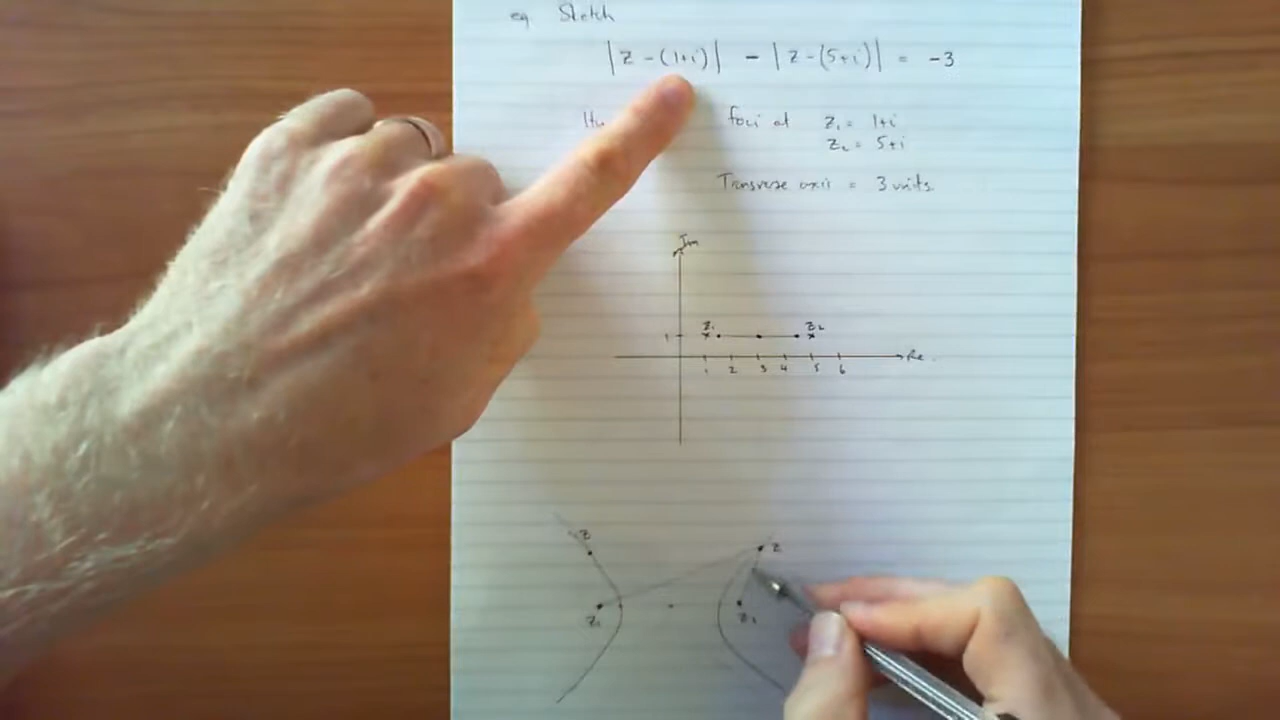 eg Sketch
|z-(1+i)| - |z-(5+i)| = -3
foci at z₁ = 1+i
z₂ = 5+i
Transverse axis = 3 units
Im
z₁ z₂
1
Re.
1 2 3 4 5 6
z z
z₁ z₂